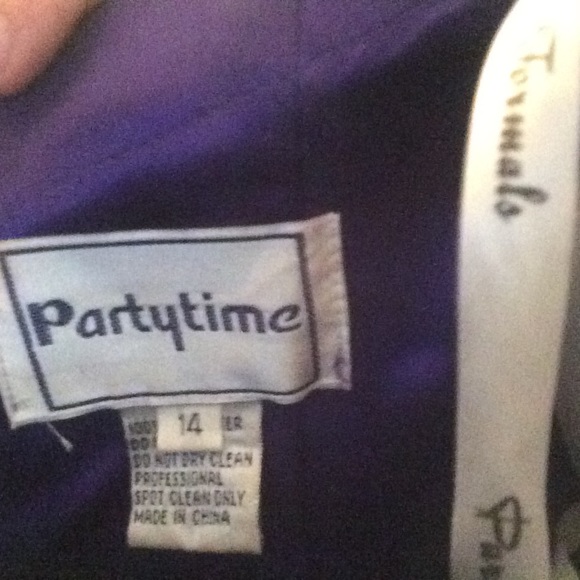 Formals
Partytime
14
DO NOT DRY CLEAN
PROFESSIONAL
SPOT CLEAN ONLY
MADE IN CHINA